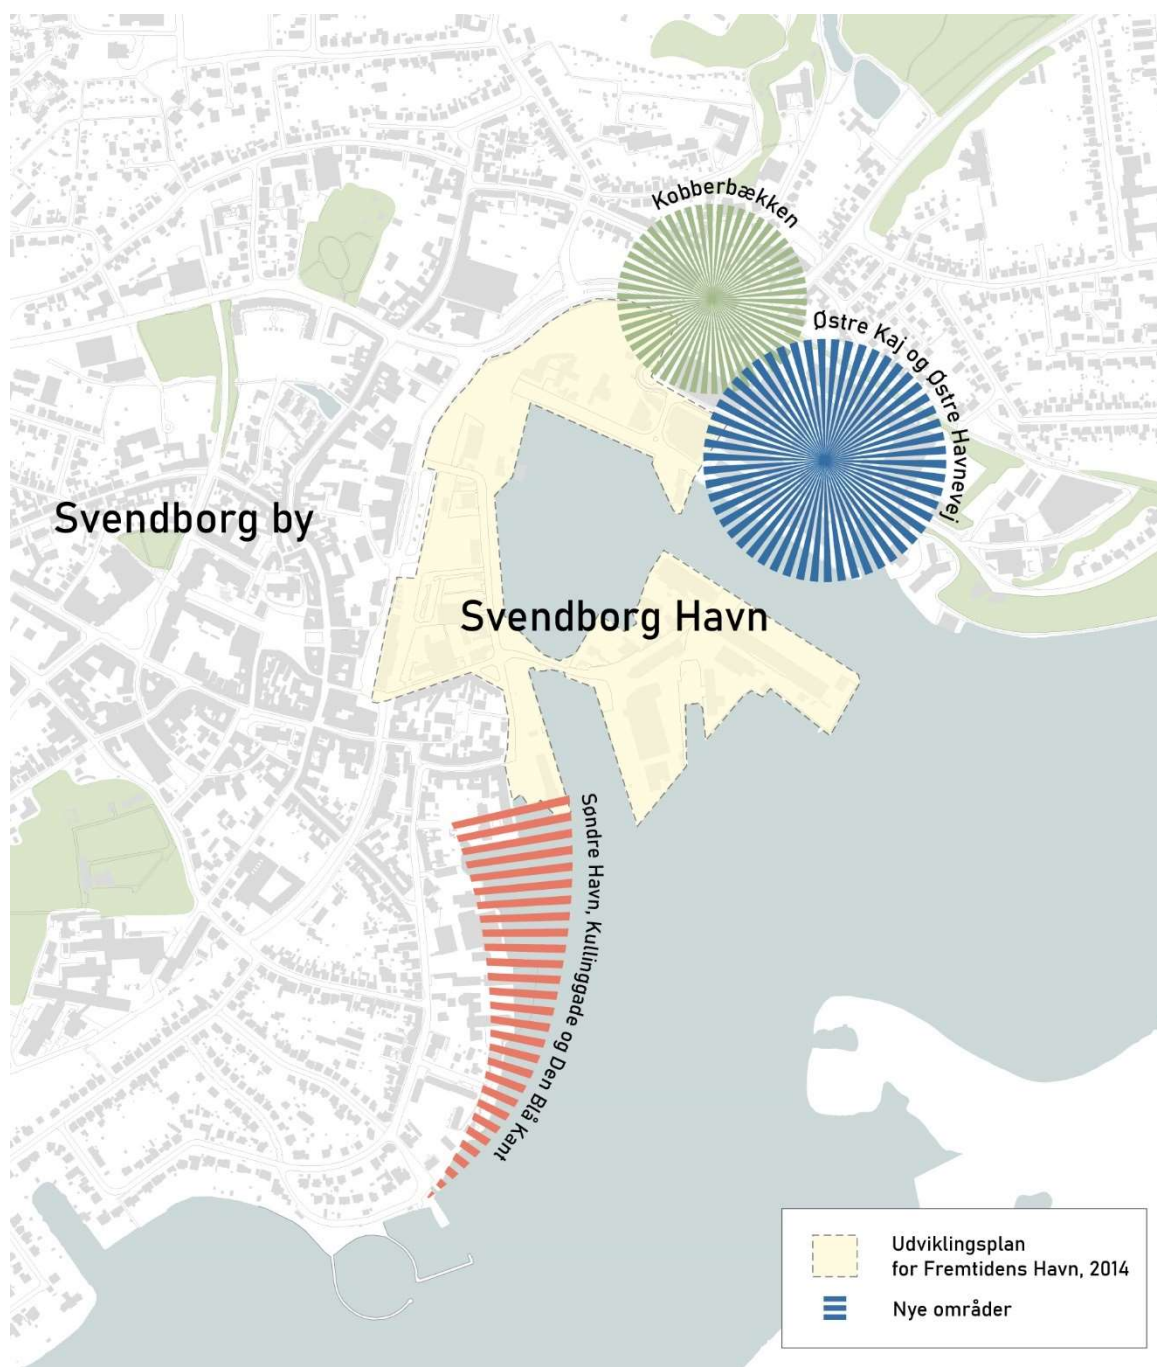 Kobberbækken
Østre Kaj og Østre Havnevej
Svendborg by
Svendborg Havn
Søndre Havn, Kullinggade og Den Blå Kant
Udviklingsplan
for Fremtidens Havn, 2014
Nye områder